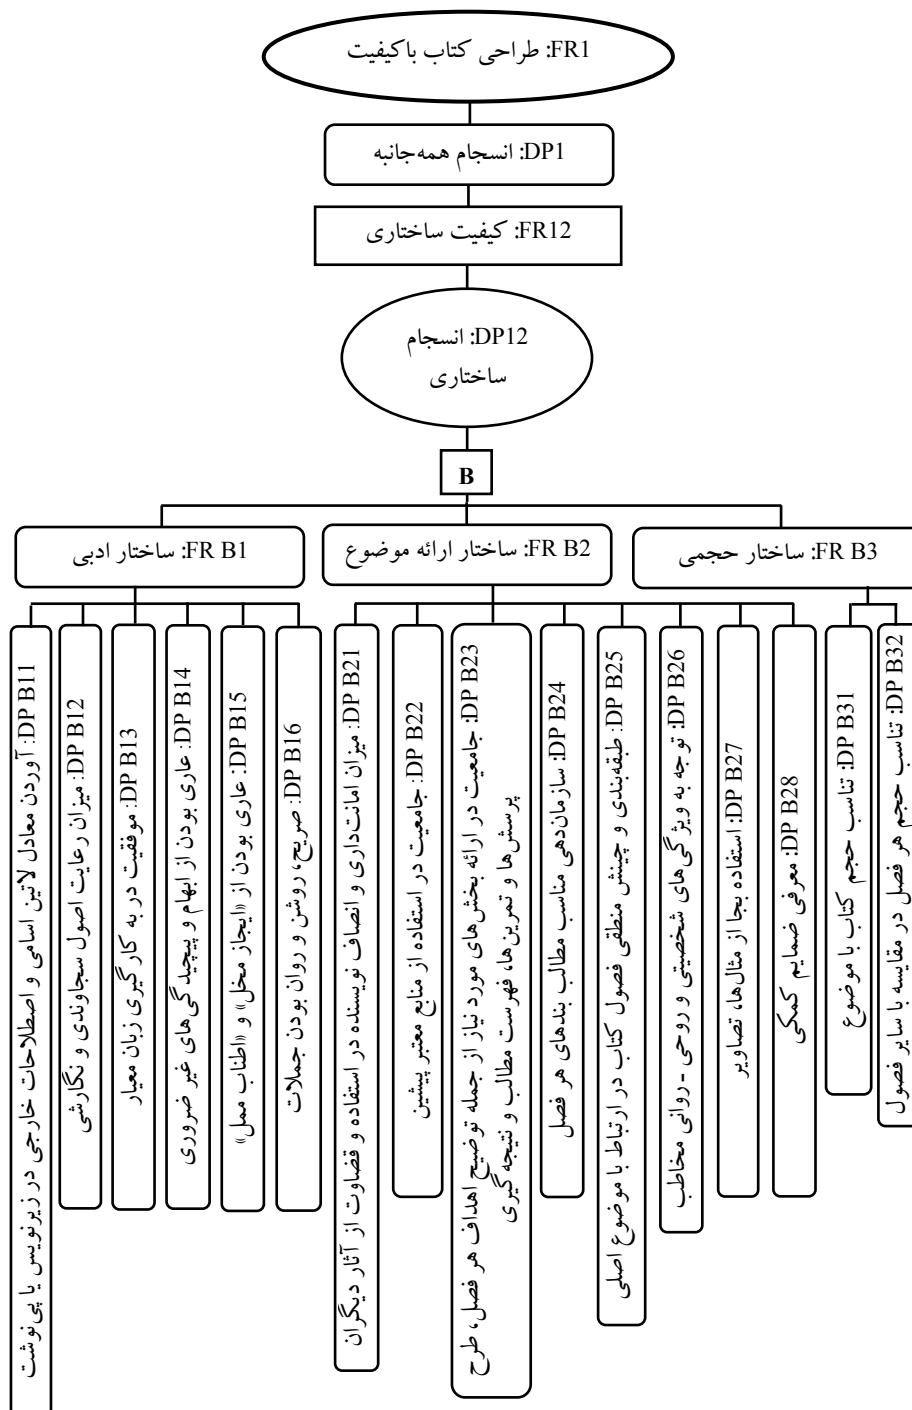 FR1: طراحی کتاب باکیفیت
DP1: انسجام همه‌جانبه
FR12: کیفیت ساختاری
DP12: انسجام
ساختاری
B
FR B1: ساختار ادبی
FR B2: ساختار ارائه موضوع
FR B3: ساختار حجمی
DP B11: آوردن معادل لاتین اسامی و اصطلاحات خارجی در زیرنویس یا پی‌نوشت
DP B12: میزان رعایت اصول سجاوندی و نگارشی
DP B13: موفقیت در به کارگیری زبان معیار
DP B14: عاری بودن از ابهام و پیچیدگی‌های غیر ضروری
DP B15: عاری بودن از «ایجاز مخل» و «اطناب ممل»
DP B16: صریح، روشن و روان بودن جملات
DP B21: میزان امانت‌داری و انصاف نویسنده در استفاده و قضاوت از آثار دیگران
DP B22: جامعیت در استفاده از منابع معتبر پیشین
DP B23: جامعیت در ارائه بخش‌های مورد نیاز از جمله توضیح اهداف هر فصل، طرح
پرسش‌ها و تمرین‌ها، فهرست مطالب و نتیجه گیری
DP B24: سازمان‌دهی مناسب مطالب بندهای هر فصل
DP B25: طبقه‌بندی و چینش منطقی فصول کتاب در ارتباط با موضوع اصلی
DP B26: توجه به ویژگی‌های شخصیتی و روحی - روانی مخاطب
DP B27: استفاده بجا از مثال‌ها، تصاویر
DP B28: معرفی ضمایم کمکی
DP B31: تناسب حجم کتاب با موضوع
DP B32: تناسب حجم هر فصل در مقایسه با سایر فصول